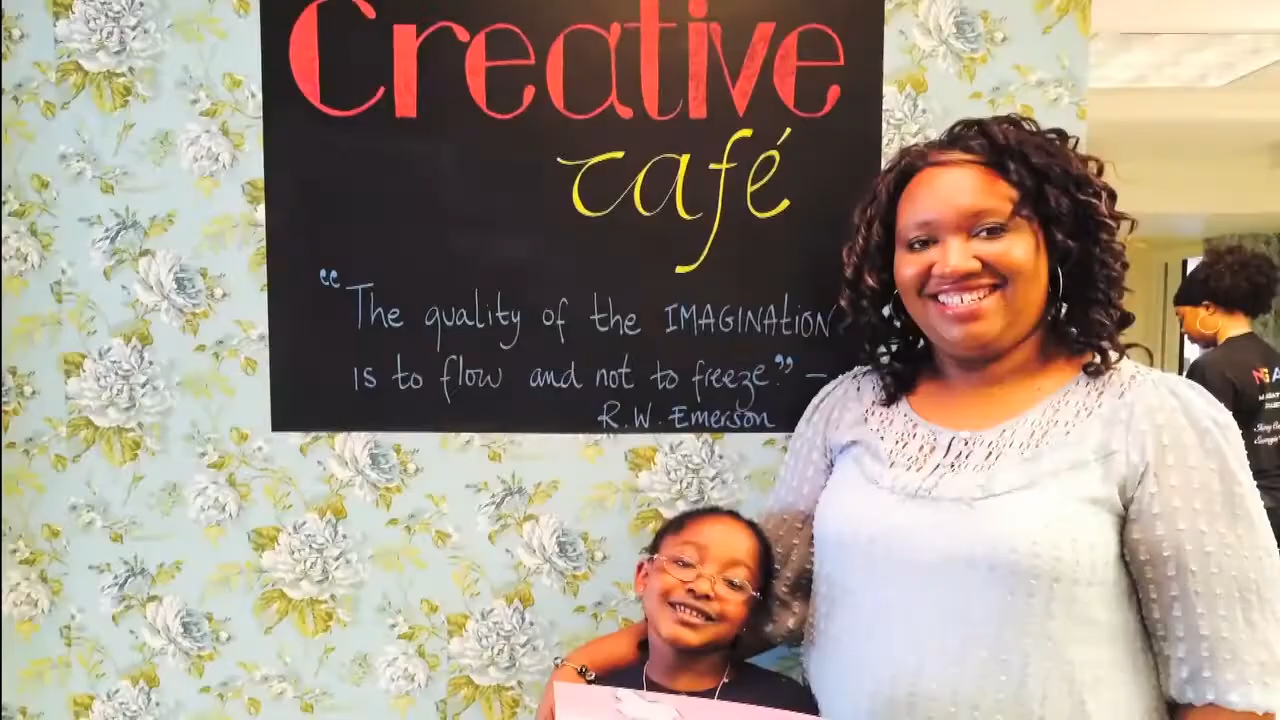 Creative
café
“The quality of the IMAGINAtiON
is to flow and not to freeze.” –
R.W. Emerson